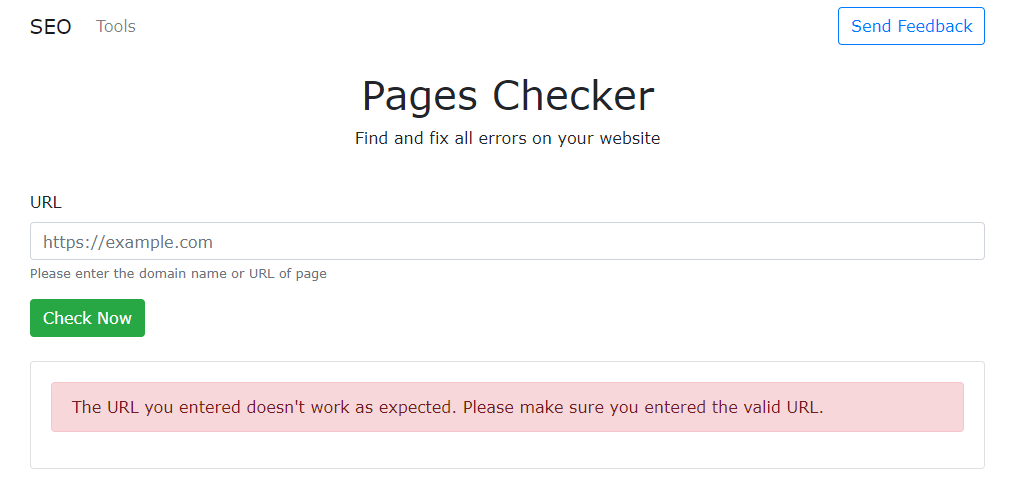 SEO Tools Send Feedback
Pages Checker
Find and fix all errors on your website
URL
https://example.com
Please enter the domain name or URL of page
Check Now
The URL you entered doesn't work as expected. Please make sure you entered the valid URL.